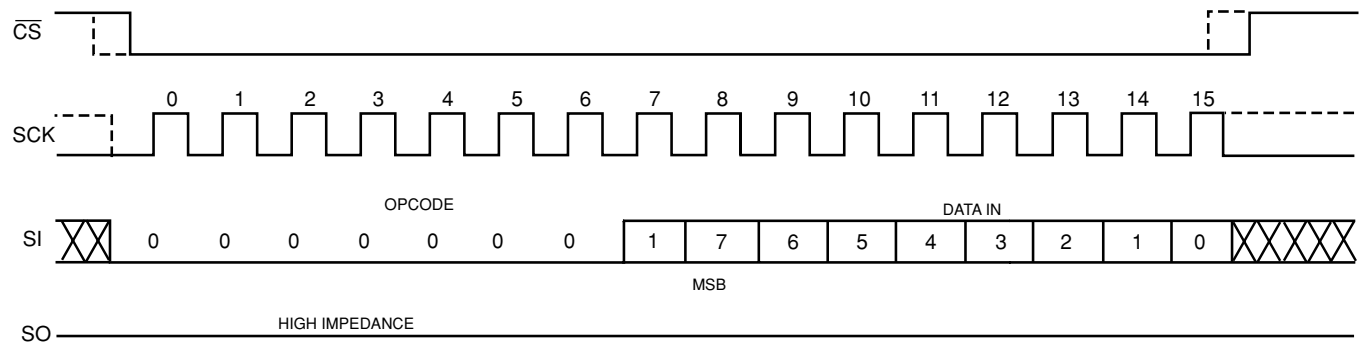 CS
0 1 2 3 4 5 6 7 8 9 10 11 12 13 14 15
SCK
OPCODE DATA IN
SI 0 0 0 0 0 0 0 1 7 6 5 4 3 2 1 0
MSB
HIGH IMPEDANCE
SO